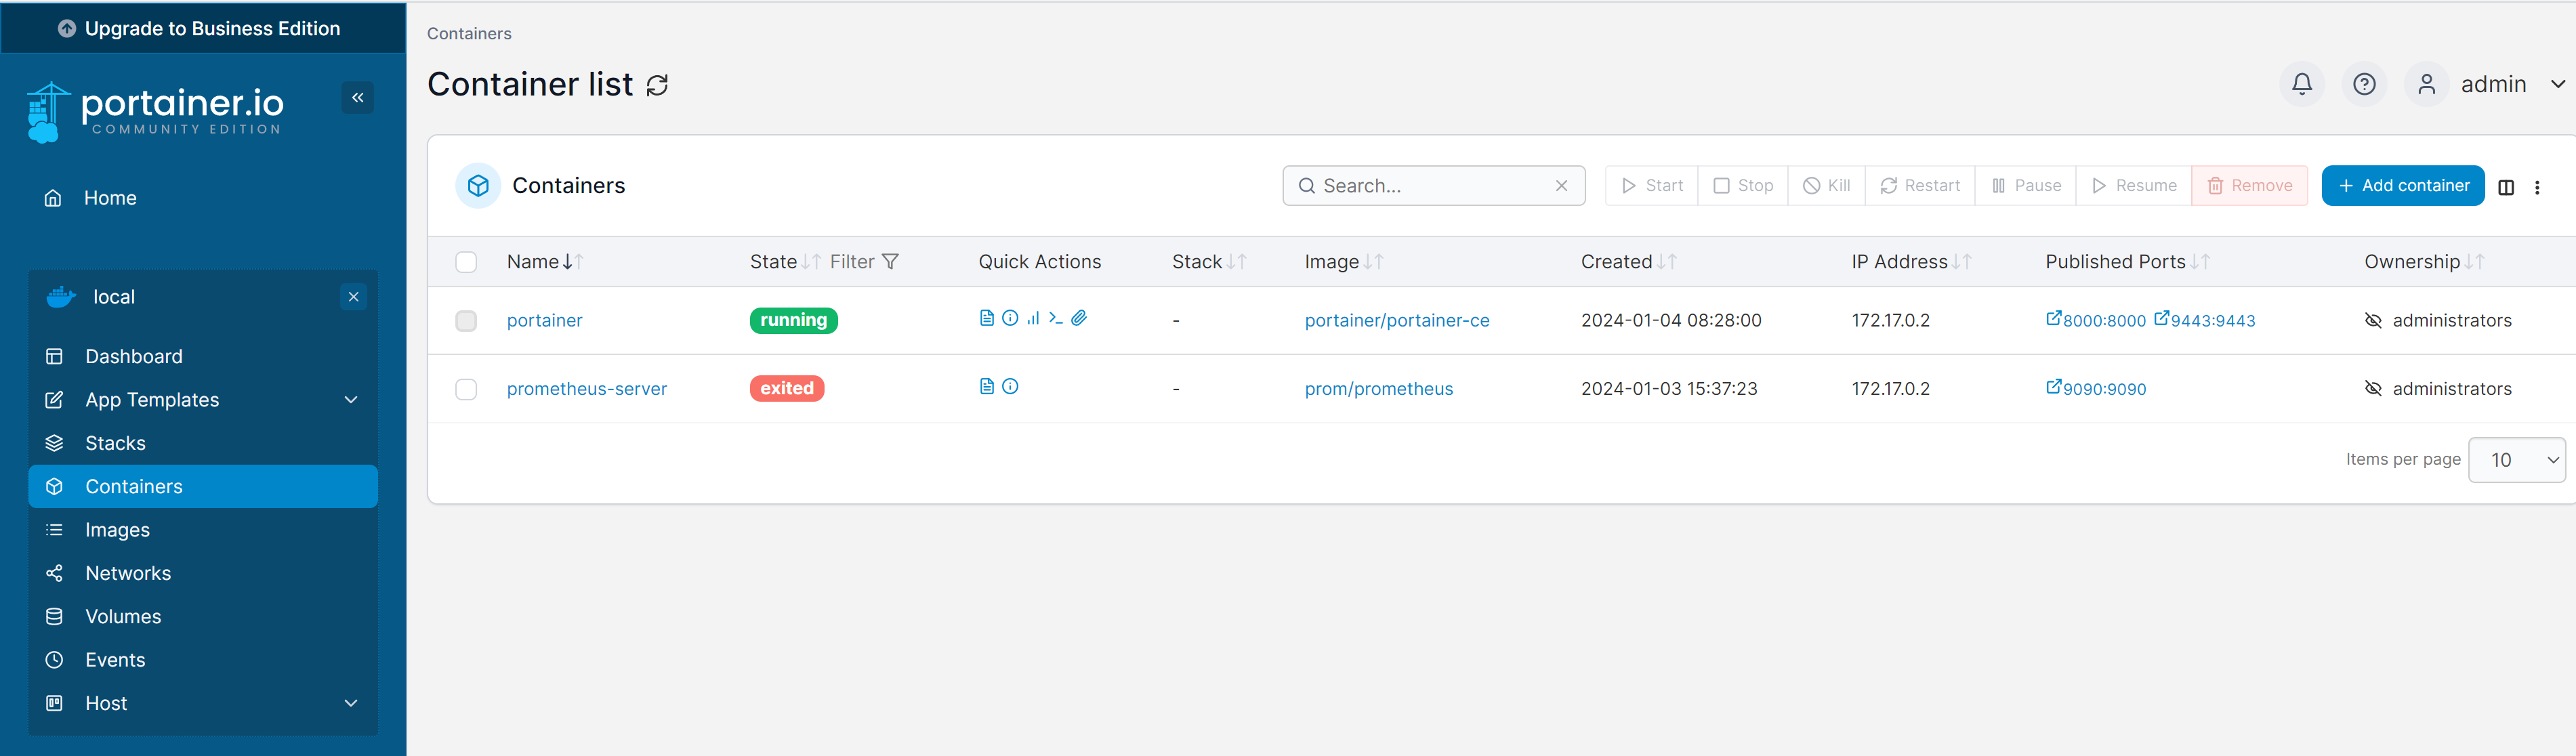 Upgrade to Business Edition
portainer.io
COMMUNITY EDITION
Home
local
Dashboard
App Templates
Stacks
Containers
Images
Networks
Volumes
Events
Host
Containers
Container list
admin
Containers
Search...
Start
Stop
Kill
Restart
Pause
Resume
Remove
+ Add container
Name State Filter Quick Actions Stack Image Created IP Address Published Ports Ownership
portainer running - portainer/portainer-ce 2024-01-04 08:28:00 172.17.0.2 8000:8000 9443:9443 administrators
prometheus-server exited - prom/prometheus 2024-01-03 15:37:23 172.17.0.2 9090:9090 administrators
Items per page 10